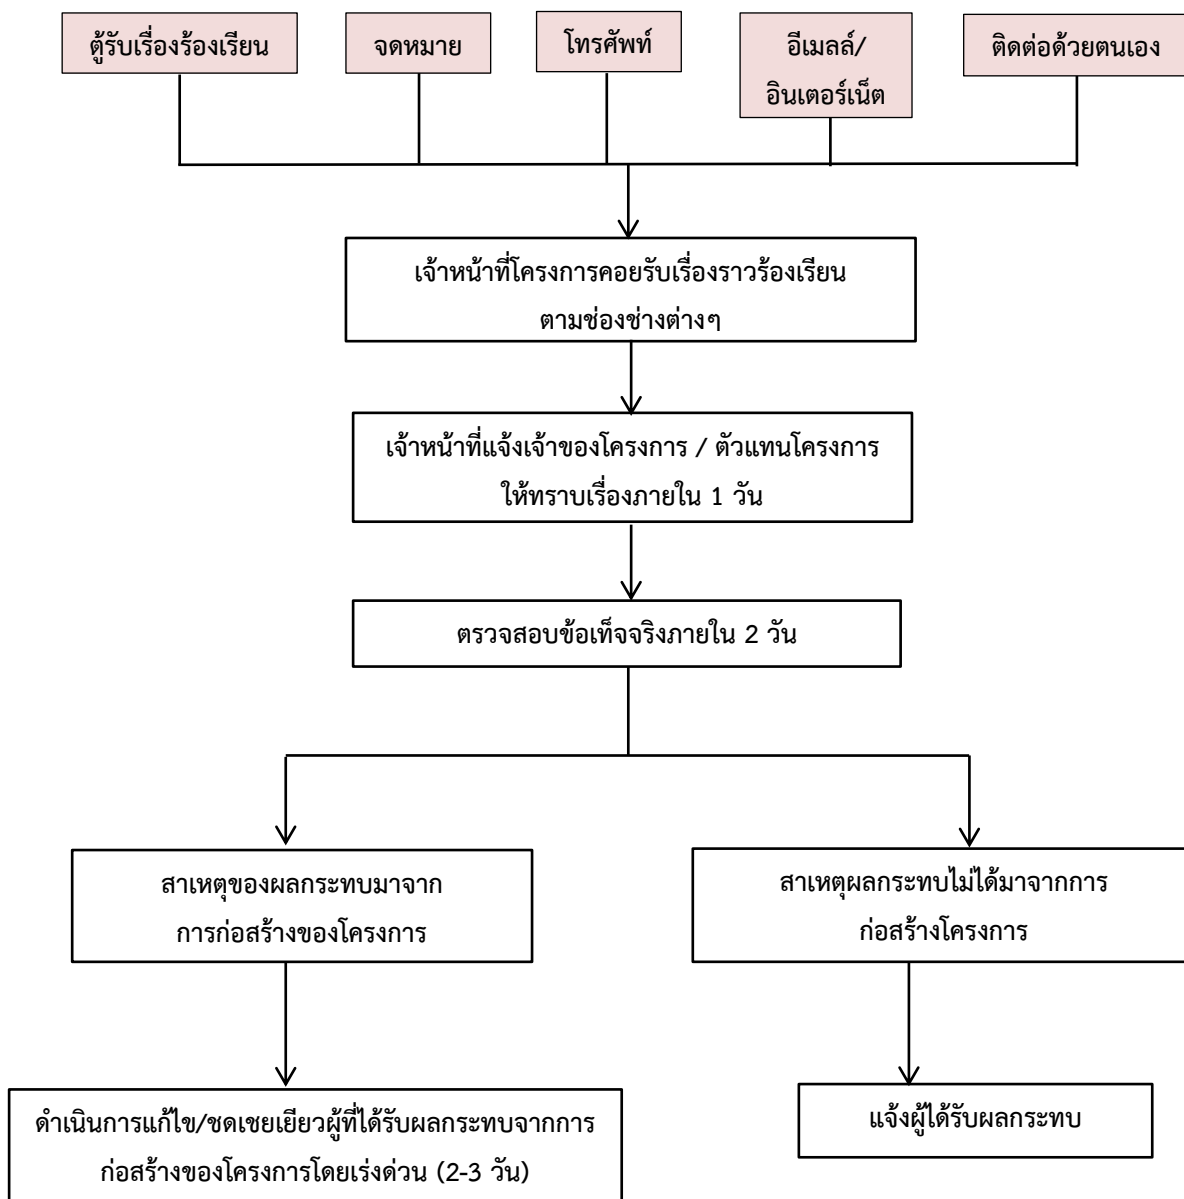 ตู้รับเรื่องร้องเรียน
จดหมาย
โทรศัพท์
อีเมลล์/
อินเตอร์เน็ต
ติดต่อด้วยตนเอง
เจ้าหน้าที่โครงการคอยรับเรื่องราวร้องเรียน
ตามช่องช่างต่างๆ
เจ้าหน้าที่แจ้งเจ้าของโครงการ / ตัวแทนโครงการ
ให้ทราบเรื่องภายใน 1 วัน
ตรวจสอบข้อเท็จจริงภายใน 2 วัน
สาเหตุของผลกระทบมาจาก
การก่อสร้างของโครงการ
สาเหตุผลกระทบไม่ได้มาจากการ
ก่อสร้างโครงการ
ดำเนินการแก้ไข/ชดเชยเยียวผู้ที่ได้รับผลกระทบจากการ
ก่อสร้างของโครงการโดยเร่งด่วน (2-3 วัน)
แจ้งผู้ได้รับผลกระทบ